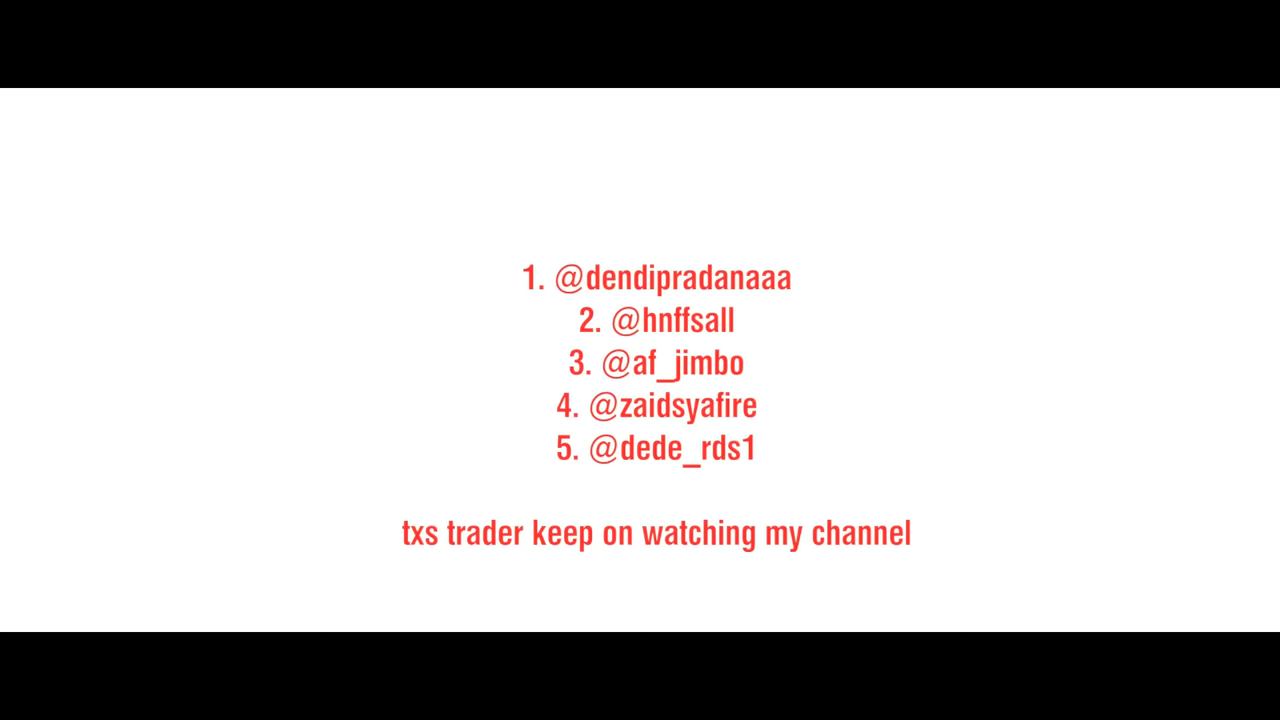 1. @dendipradanaaa
2. @hnffsall
3. @af_jimbo
4. @zaidsyafire
5. @dede_rds1
txs trader keep on watching my channel